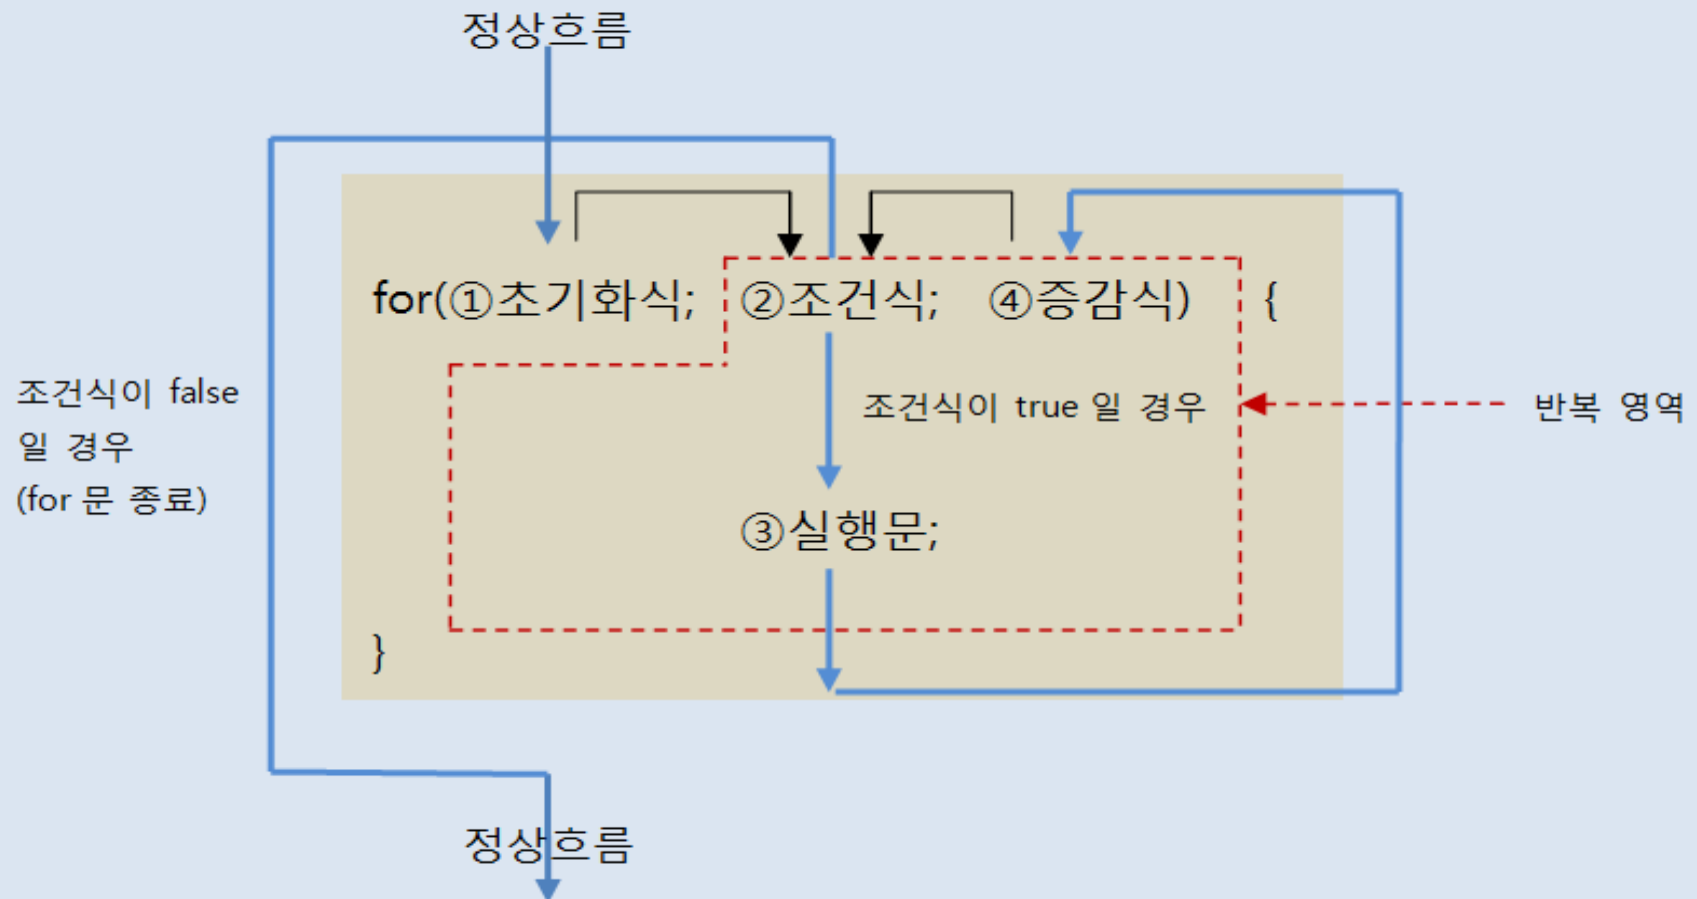 정상흐름
for(①초기화식; ②조건식; ④증감식) {
조건식이 false
일 경우
(for 문 종료)
조건식이 true 일 경우
반복 영역
③실행문;
}
정상흐름